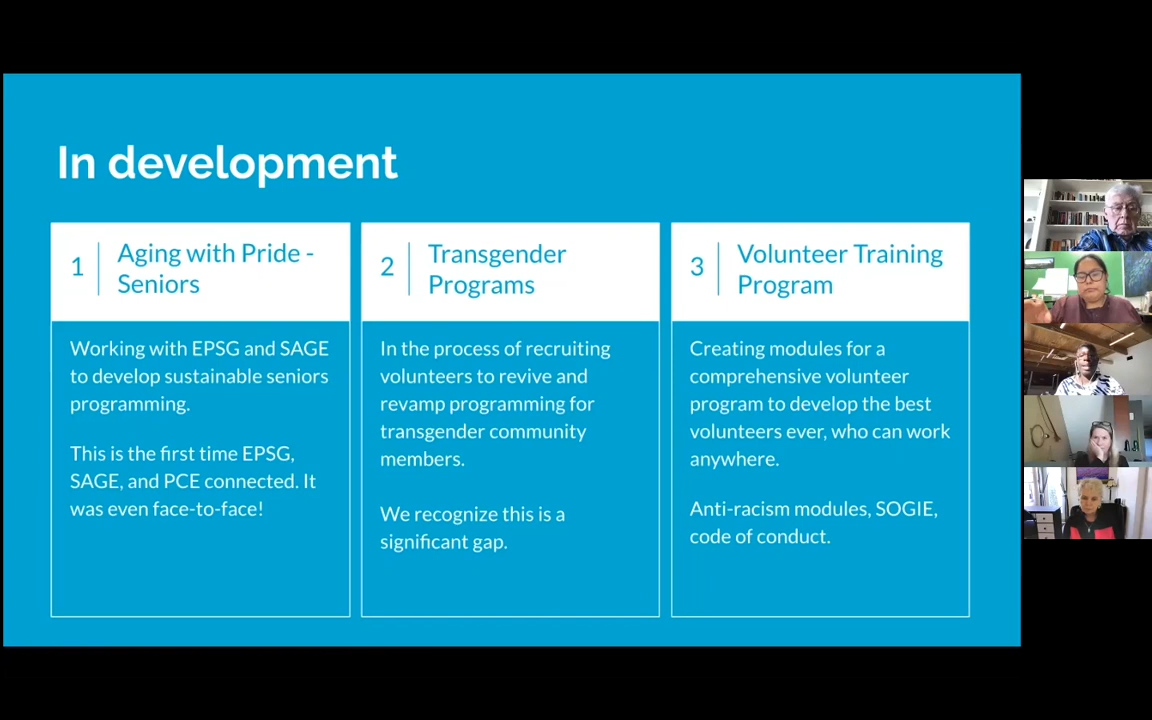 In development
1
Aging with Pride -
Seniors
Working with EPSG and SAGE
to develop sustainable seniors
programming.
This is the first time EPSG,
SAGE, and PCE connected. It
was even face-to-face!
2
Transgender
Programs
In the process of recruiting
volunteers to revive and
revamp programming for
transgender community
members.
We recognize this is a
significant gap.
3
Volunteer Training
Program
Creating modules for a
comprehensive volunteer
program to develop the best
volunteers ever, who can work
anywhere.
Anti-racism modules, SOGIE,
code of conduct.